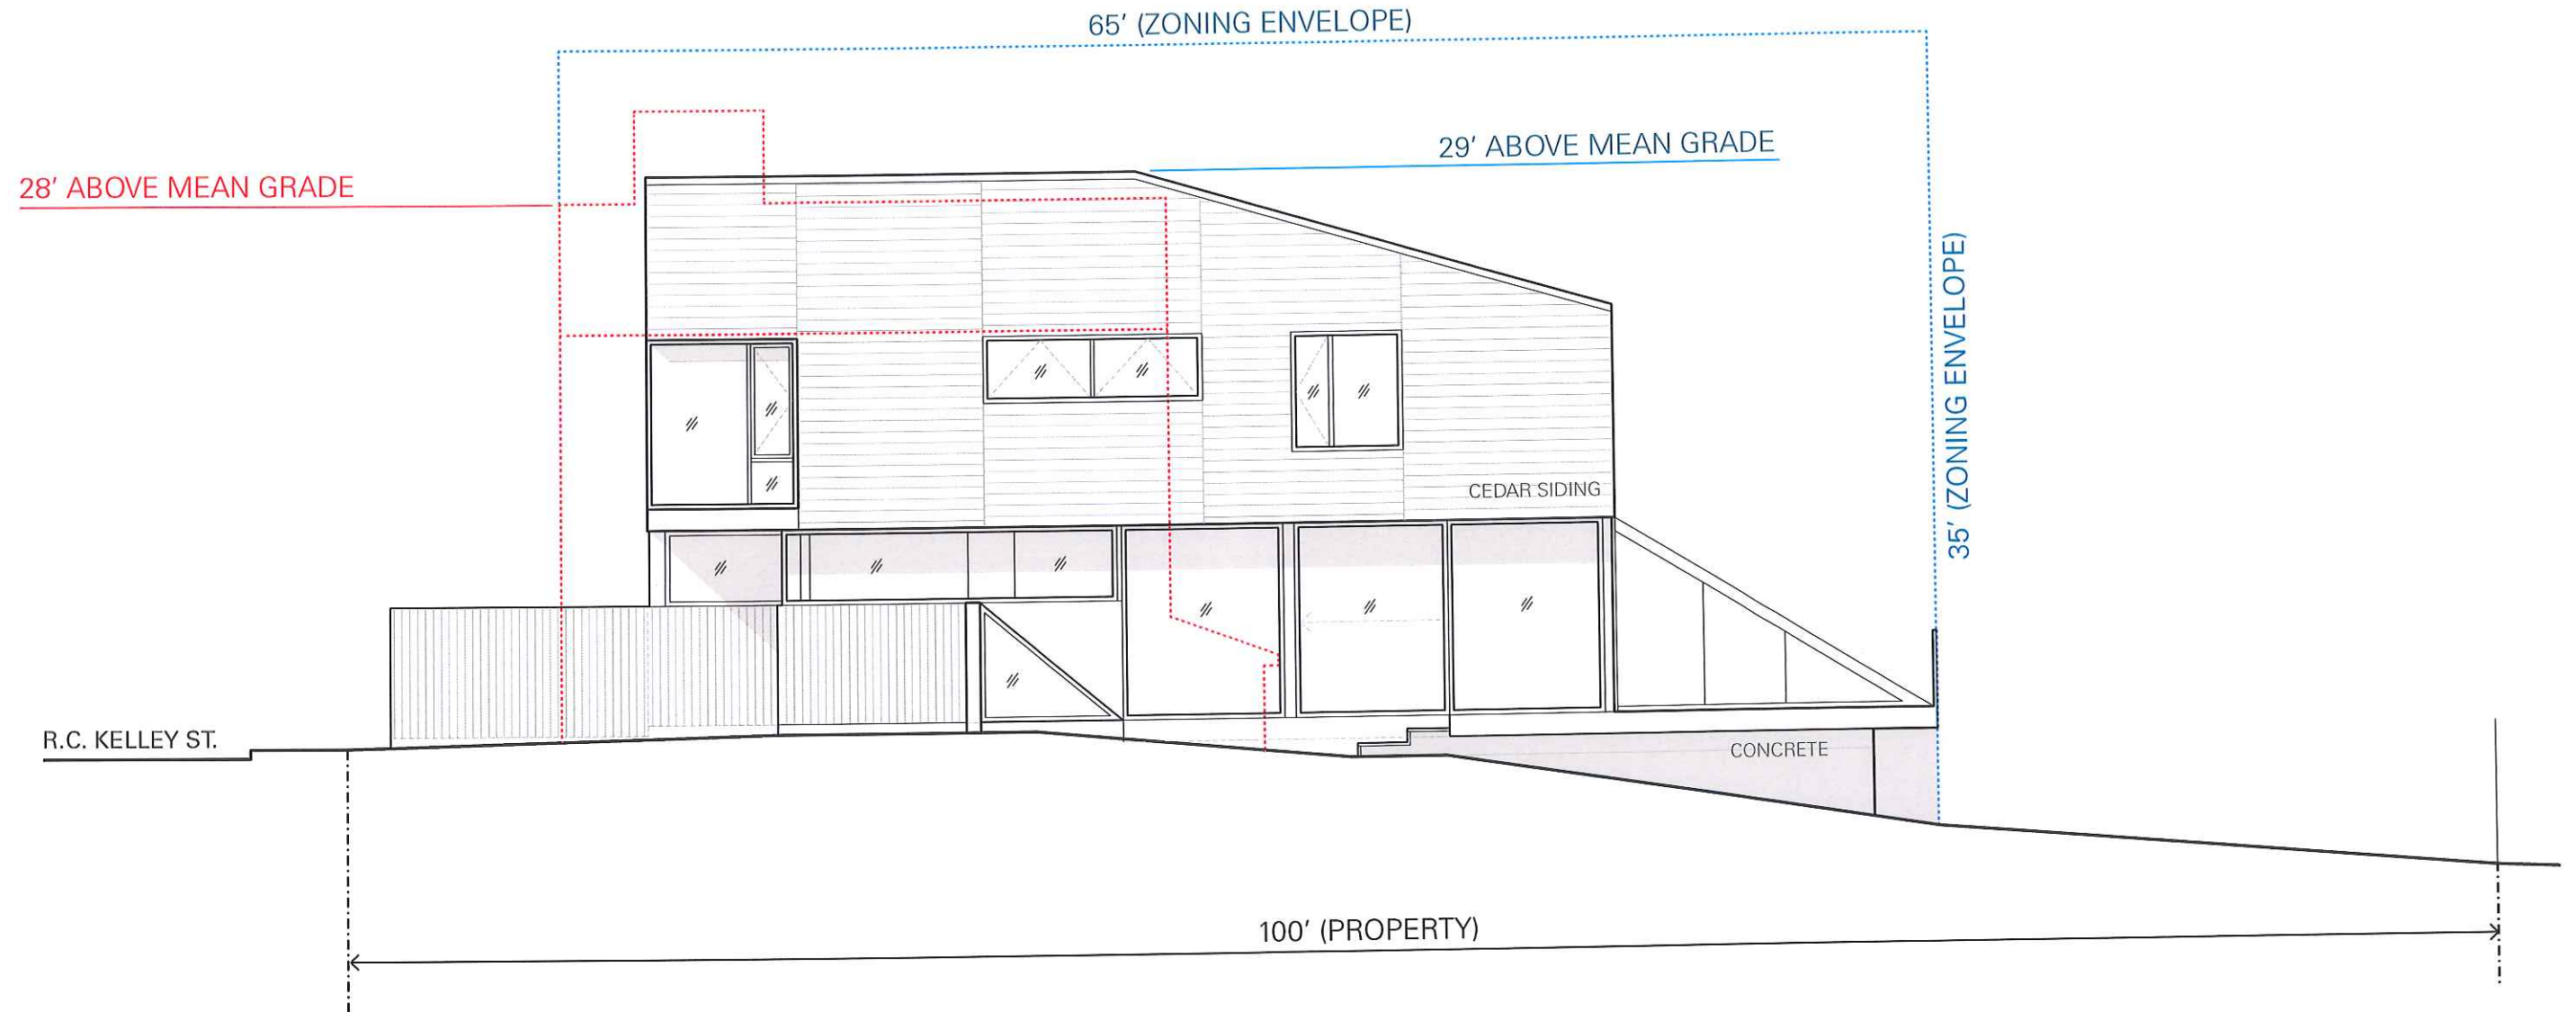 65' (ZONING ENVELOPE)
29' ABOVE MEAN GRADE
28' ABOVE MEAN GRADE
35' (ZONING ENVELOPE)
CEDAR SIDING
R.C. KELLEY ST.
CONCRETE
100' (PROPERTY)